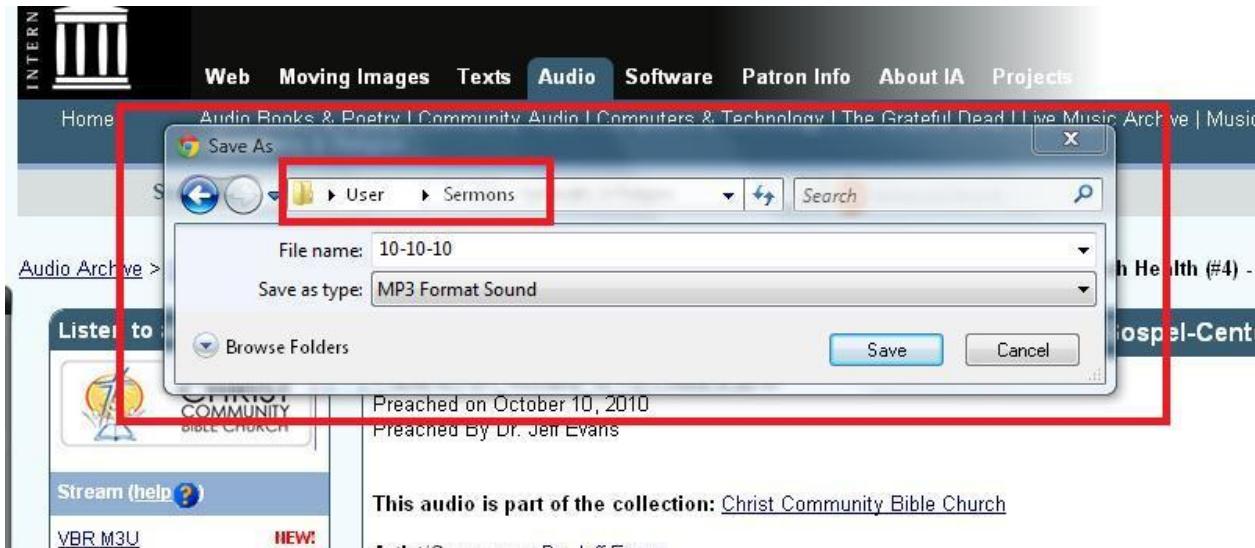 INTERN
Web Moving Images Texts Audio Software Patron Info About IA Projects
Home Audio Books & Poetry | Community Audio | Computers & Technology | The Grateful Dead | Live Music Archive | Music
Save As
X
User Sermons
Search
File name: 10-10-10
Save as type: MP3 Format Sound
Browse Folders
Save Cancel
Audio Archive >
h Health (#4) -
Listen to
ospel-Cent
CHRIST
COMMUNITY
BIBLE CHURCH
Preached on October 10, 2010
Preached By Dr. Jeff Evans
Stream (help)
This audio is part of the collection: Christ Community Bible Church
VBR M3U NEW!